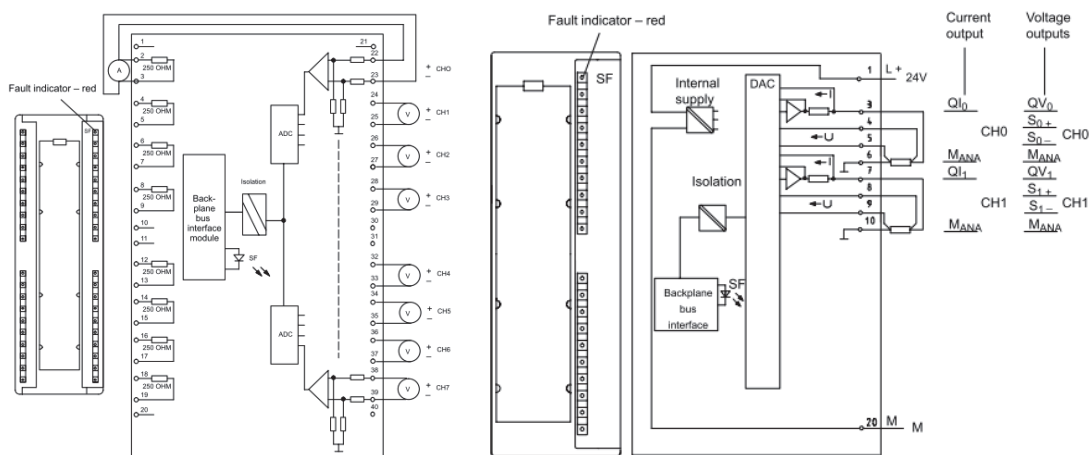 Fault indicator – red
SF
A
1
2
250 OHM
3
4
250 OHM
5
6
250 OHM
7
8
250 OHM
9
10
11
12
250 OHM
13
14
250 OHM
15
16
250 OHM
17
18
250 OHM
19
20
Back-
plane
bus
interface
module
Isolation
SF
ADC
ADC
21
22
+ CH0
23
–
24
V + CH1
25
–
26
V + CH2
27
–
28
V + CH3
29
–
30
31
32
V + CH4
33
–
34
V + CH5
35
–
36
V + CH6
37
–
38
V + CH7
39
–
40
Fault indicator – red
SF
Internal
supply
DAC
Isolation
Backplane
bus
interface
SF
I
U
I
U
1 L +
24V
3
4
5
6
7
8
9
10
20 M
M
Current
output
QI0
CH0
MANA
QI1
CH1
MANA
Voltage
outputs
QV0
S0+
S0– CH0
MANA
QV1
S1+
S1– CH1
MANA